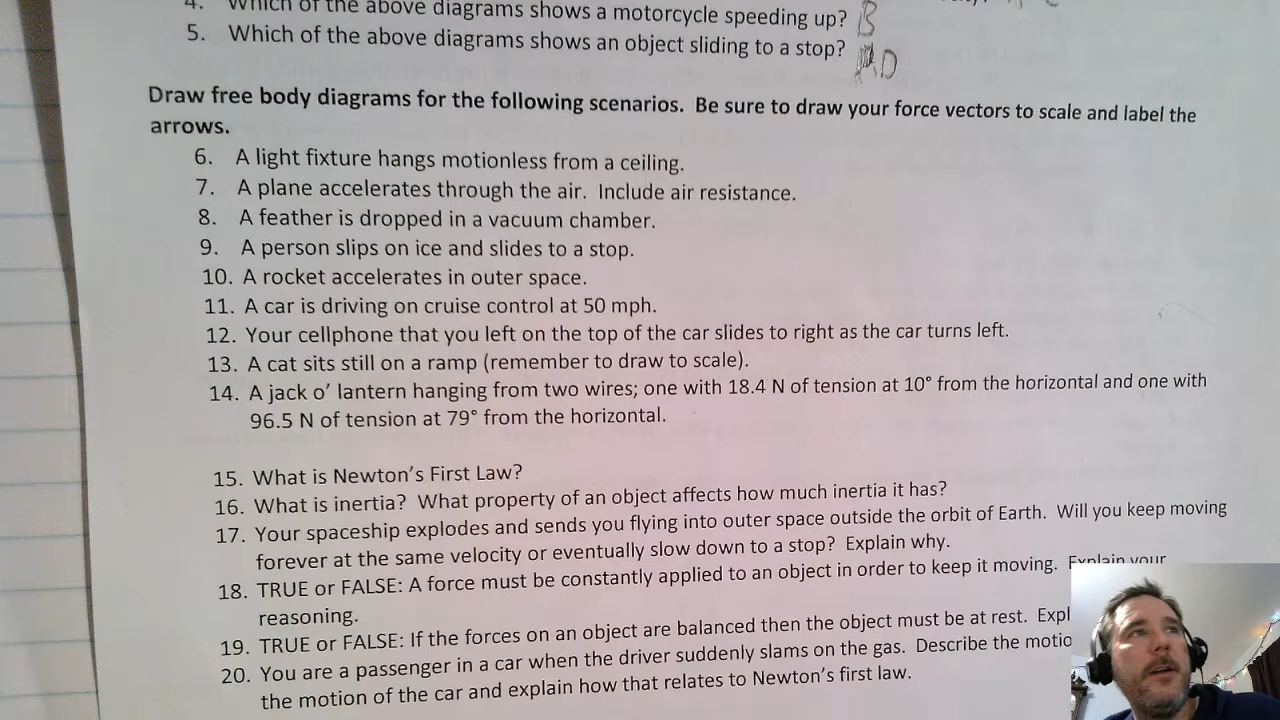 4. Which of the above diagrams shows a motorcycle speeding up? B
5. Which of the above diagrams shows an object sliding to a stop? D
Draw free body diagrams for the following scenarios. Be sure to draw your force vectors to scale and label the
arrows.
6. A light fixture hangs motionless from a ceiling.
7. A plane accelerates through the air. Include air resistance.
8. A feather is dropped in a vacuum chamber.
9. A person slips on ice and slides to a stop.
10. A rocket accelerates in outer space.
11. A car is driving on cruise control at 50 mph.
12. Your cellphone that you left on the top of the car slides to right as the car turns left.
13. A cat sits still on a ramp (remember to draw to scale).
14. A jack o’ lantern hanging from two wires; one with 18.4 N of tension at 10° from the horizontal and one with
96.5 N of tension at 79° from the horizontal.
15. What is Newton’s First Law?
16. What is inertia? What property of an object affects how much inertia it has?
17. Your spaceship explodes and sends you flying into outer space outside the orbit of Earth. Will you keep moving
forever at the same velocity or eventually slow down to a stop? Explain why.
18. TRUE or FALSE: A force must be constantly applied to an object in order to keep it moving. Explain your
reasoning.
19. TRUE or FALSE: If the forces on an object are balanced then the object must be at rest. Expl
20. You are a passenger in a car when the driver suddenly slams on the gas. Describe the motio
the motion of the car and explain how that relates to Newton’s first law.